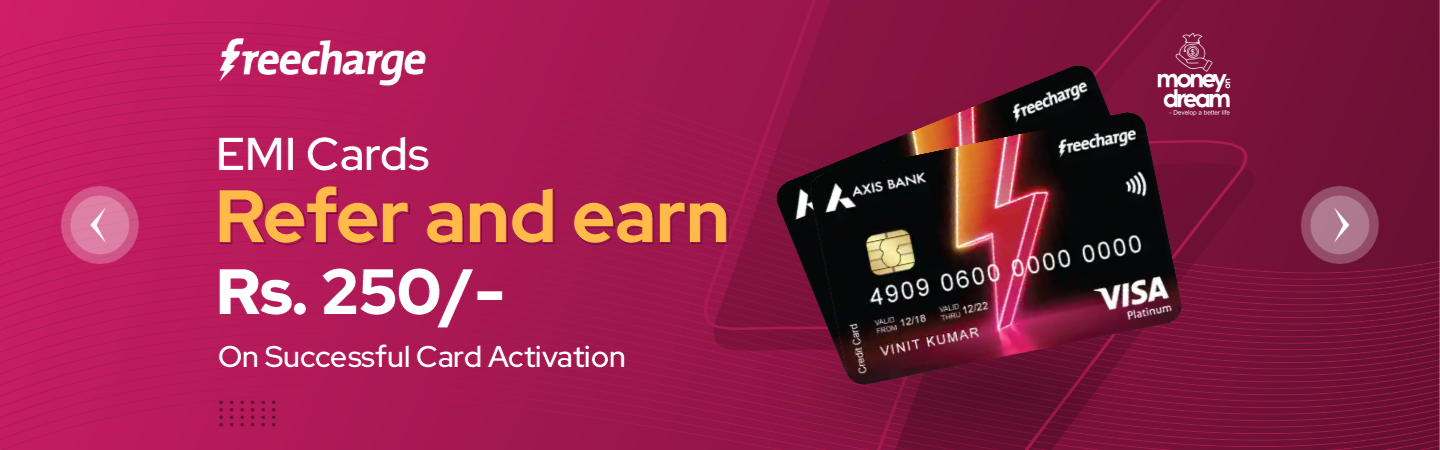 freecharge
EMI Cards
Refer and earn
Rs. 250/-
On Successful Card Activation
money
dream
- Develop a better life
freecharge
freecharge
AXIS BANK
4909 0600 0000 0000
VALID FROM 12/18 VALID THRU 12/22
VINIT KUMAR
Credit Card
VISA
Platinum